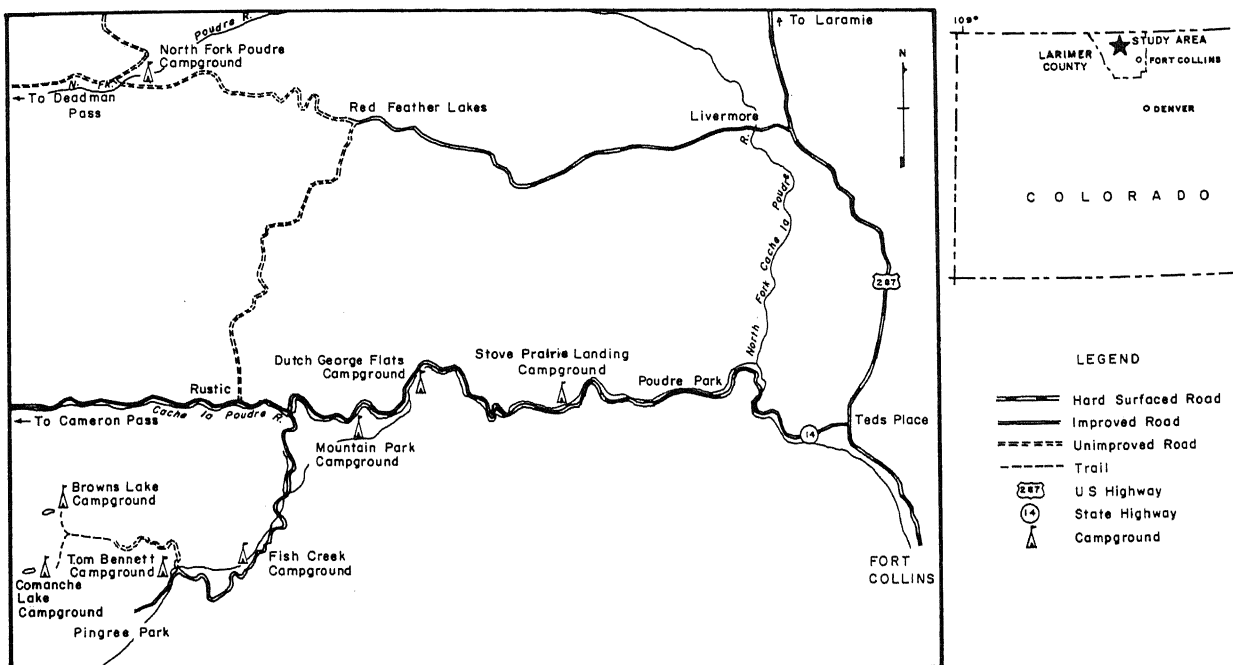 Poudre R.
To Laramie
North Fork Poudre
Campground
N. FK.
To Deadman
Pass
Red Feather Lakes
Livermore
R.
N
North Fork Cache la Poudre
287
Dutch George Flats
Campground
Stove Prairie Landing
Campground
Poudre Park
Rustic
Cache la Poudre R.
To Cameron Pass
Mountain Park
Campground
Teds Place
14
Browns Lake
Campground
Tom Bennett
Campground
Fish Creek
Campground
Comanche
Lake
Campground
Pingree Park
FORT
COLLINS
109°
STUDY AREA
LARIMER
COUNTY
FORT COLLINS
DENVER
COLORADO
LEGEND
Hard Surfaced Road
Improved Road
Unimproved Road
Trail
287 US Highway
14 State Highway
Campground